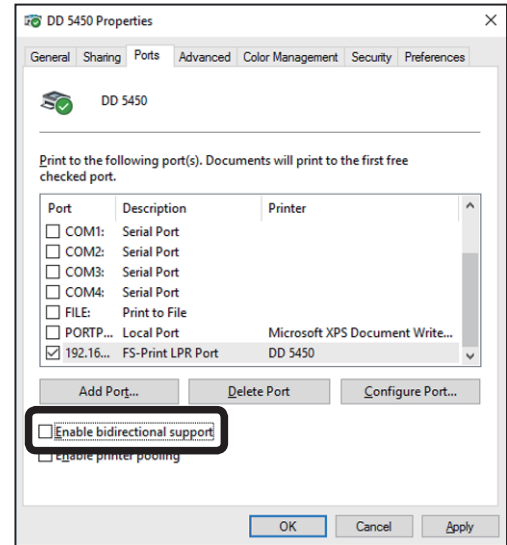 DD 5450 Properties
General Sharing Ports Advanced Color Management Security Preferences
DD 5450
Print to the following port(s). Documents will print to the first free
checked port.
Port Description Printer
COM1: Serial Port
COM2: Serial Port
COM3: Serial Port
COM4: Serial Port
FILE: Print to File
PORTP... Local Port Microsoft XPS Document Write...
192.16... FS-Print LPR Port DD 5450
Add Port... Delete Port Configure Port...
Enable bidirectional support
Enable printer pooling
OK Cancel Apply